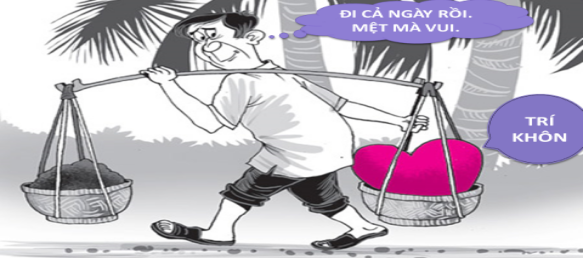 ĐI CẢ NGÀY RỒI.
MỆT MÀ VUI.
TRÍ
KHÔN